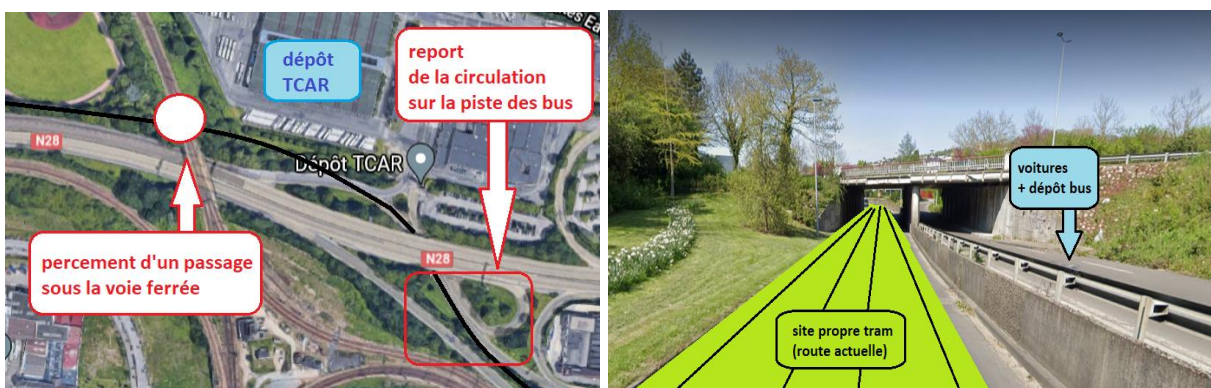 dépôt
TCAR
report
de la circulation
sur la piste des bus
N28
Dépôt TCAR
N28
percement d'un passage
sous la voie ferrée
voitures
+ dépôt bus
site propre tram
(route actuelle)